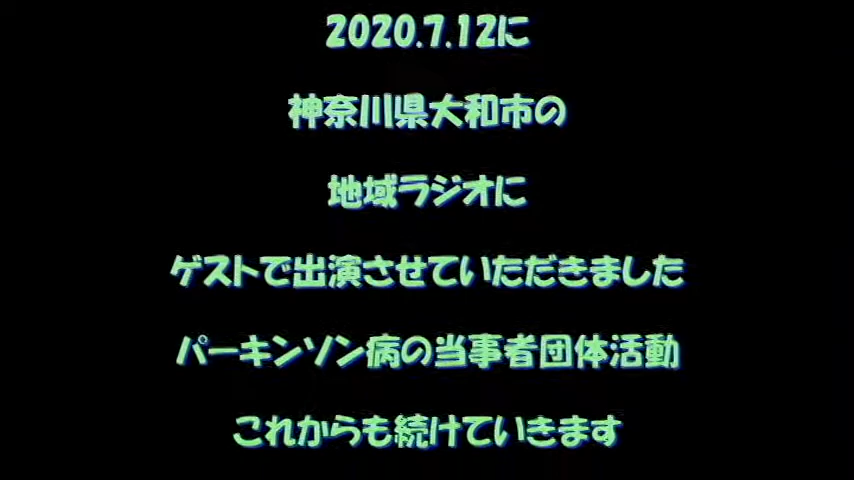 2020.7.12に
神奈川県大和市の
地域ラジオに
ゲストで出演させていただきました
パーキンソン病の当事者団体活動
これからも続けていきます